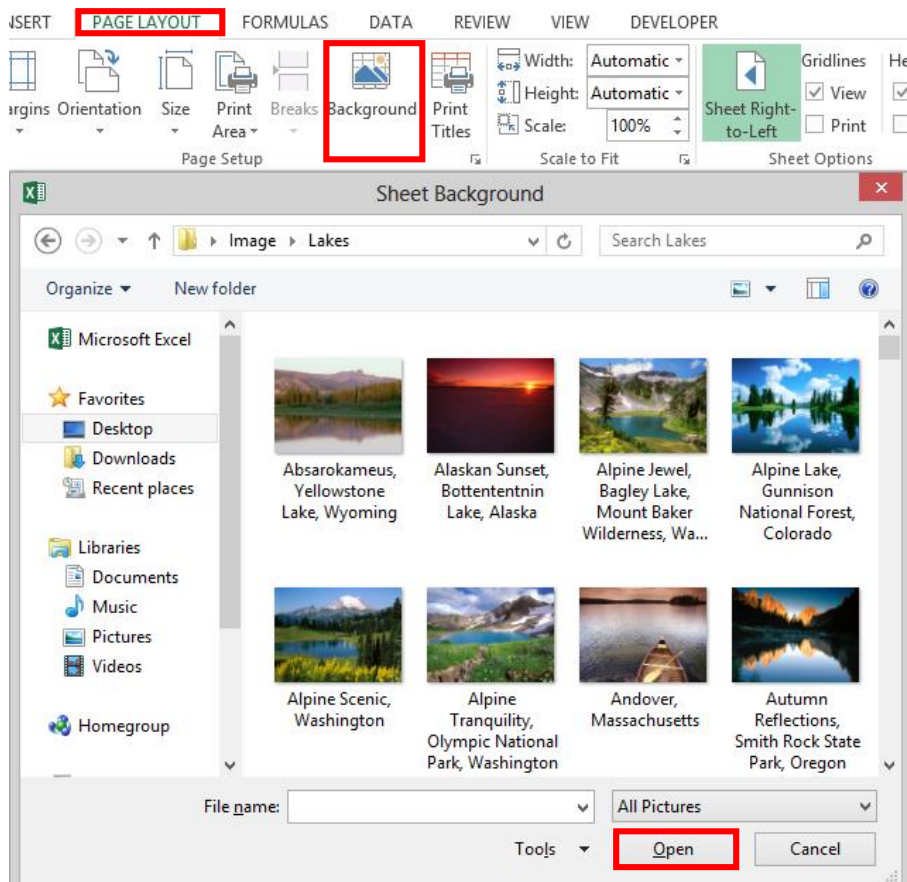 NSERT PAGE LAYOUT FORMULAS DATA REVIEW VIEW DEVELOPER
Width: Automatic Gridlines He
argins Orientation Size Print Area Breaks Background Print Titles
Height: Automatic Sheet Right-to-Left View
Scale: 100% Print
Page Setup Scale to Fit Sheet Options
Sheet Background
Image Lakes Search Lakes
Organize New folder
Microsoft Excel
Favorites
Desktop
Downloads
Recent places
Libraries
Documents
Music
Pictures
Videos
Homegroup
Absarokameus,
Yellowstone
Lake, Wyoming
Alaskan Sunset,
Bottententnin
Lake, Alaska
Alpine Jewel,
Bagley Lake,
Mount Baker
Wilderness, Wa...
Alpine Lake,
Gunnison
National Forest,
Colorado
Alpine Scenic,
Washington
Alpine
Tranquility,
Olympic National
Park, Washington
Andover,
Massachusetts
Autumn
Reflections,
Smith Rock State
Park, Oregon
File name: All Pictures
Tools Open Cancel